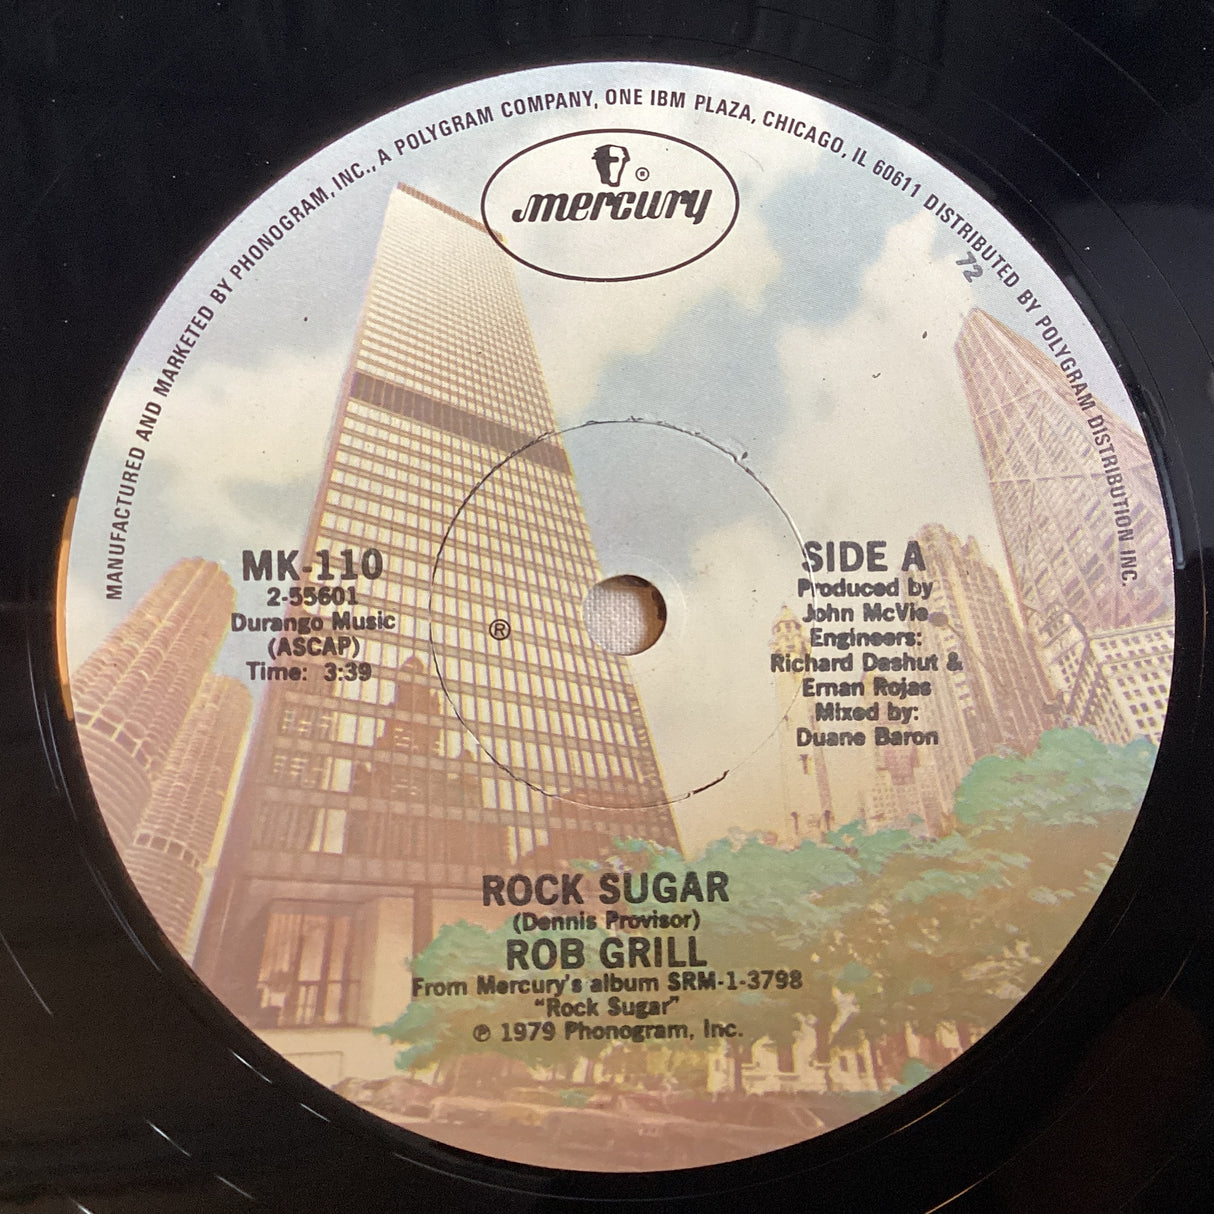 MANUFACTURED AND MARKETED BY PHONOGRAM, INC., A POLYGRAM COMPANY, ONE IBM PLAZA, CHICAGO, IL 60611 DISTRIBUTED BY POLYGRAM DISTRIBUTION INC.
®
mercury
72
MK-110
2-55601
Durango Music
(ASCAP)
Time: 3:39
®
SIDE A
Produced by
John McVie
Engineers:
Richard Dashut &
Ernan Rojas
Mixed by:
Duane Baron
ROCK SUGAR
(Dennis Provisor)
ROB GRILL
From Mercury's album SRM-1-3798
"Rock Sugar"
℗ 1979 Phonogram, Inc.